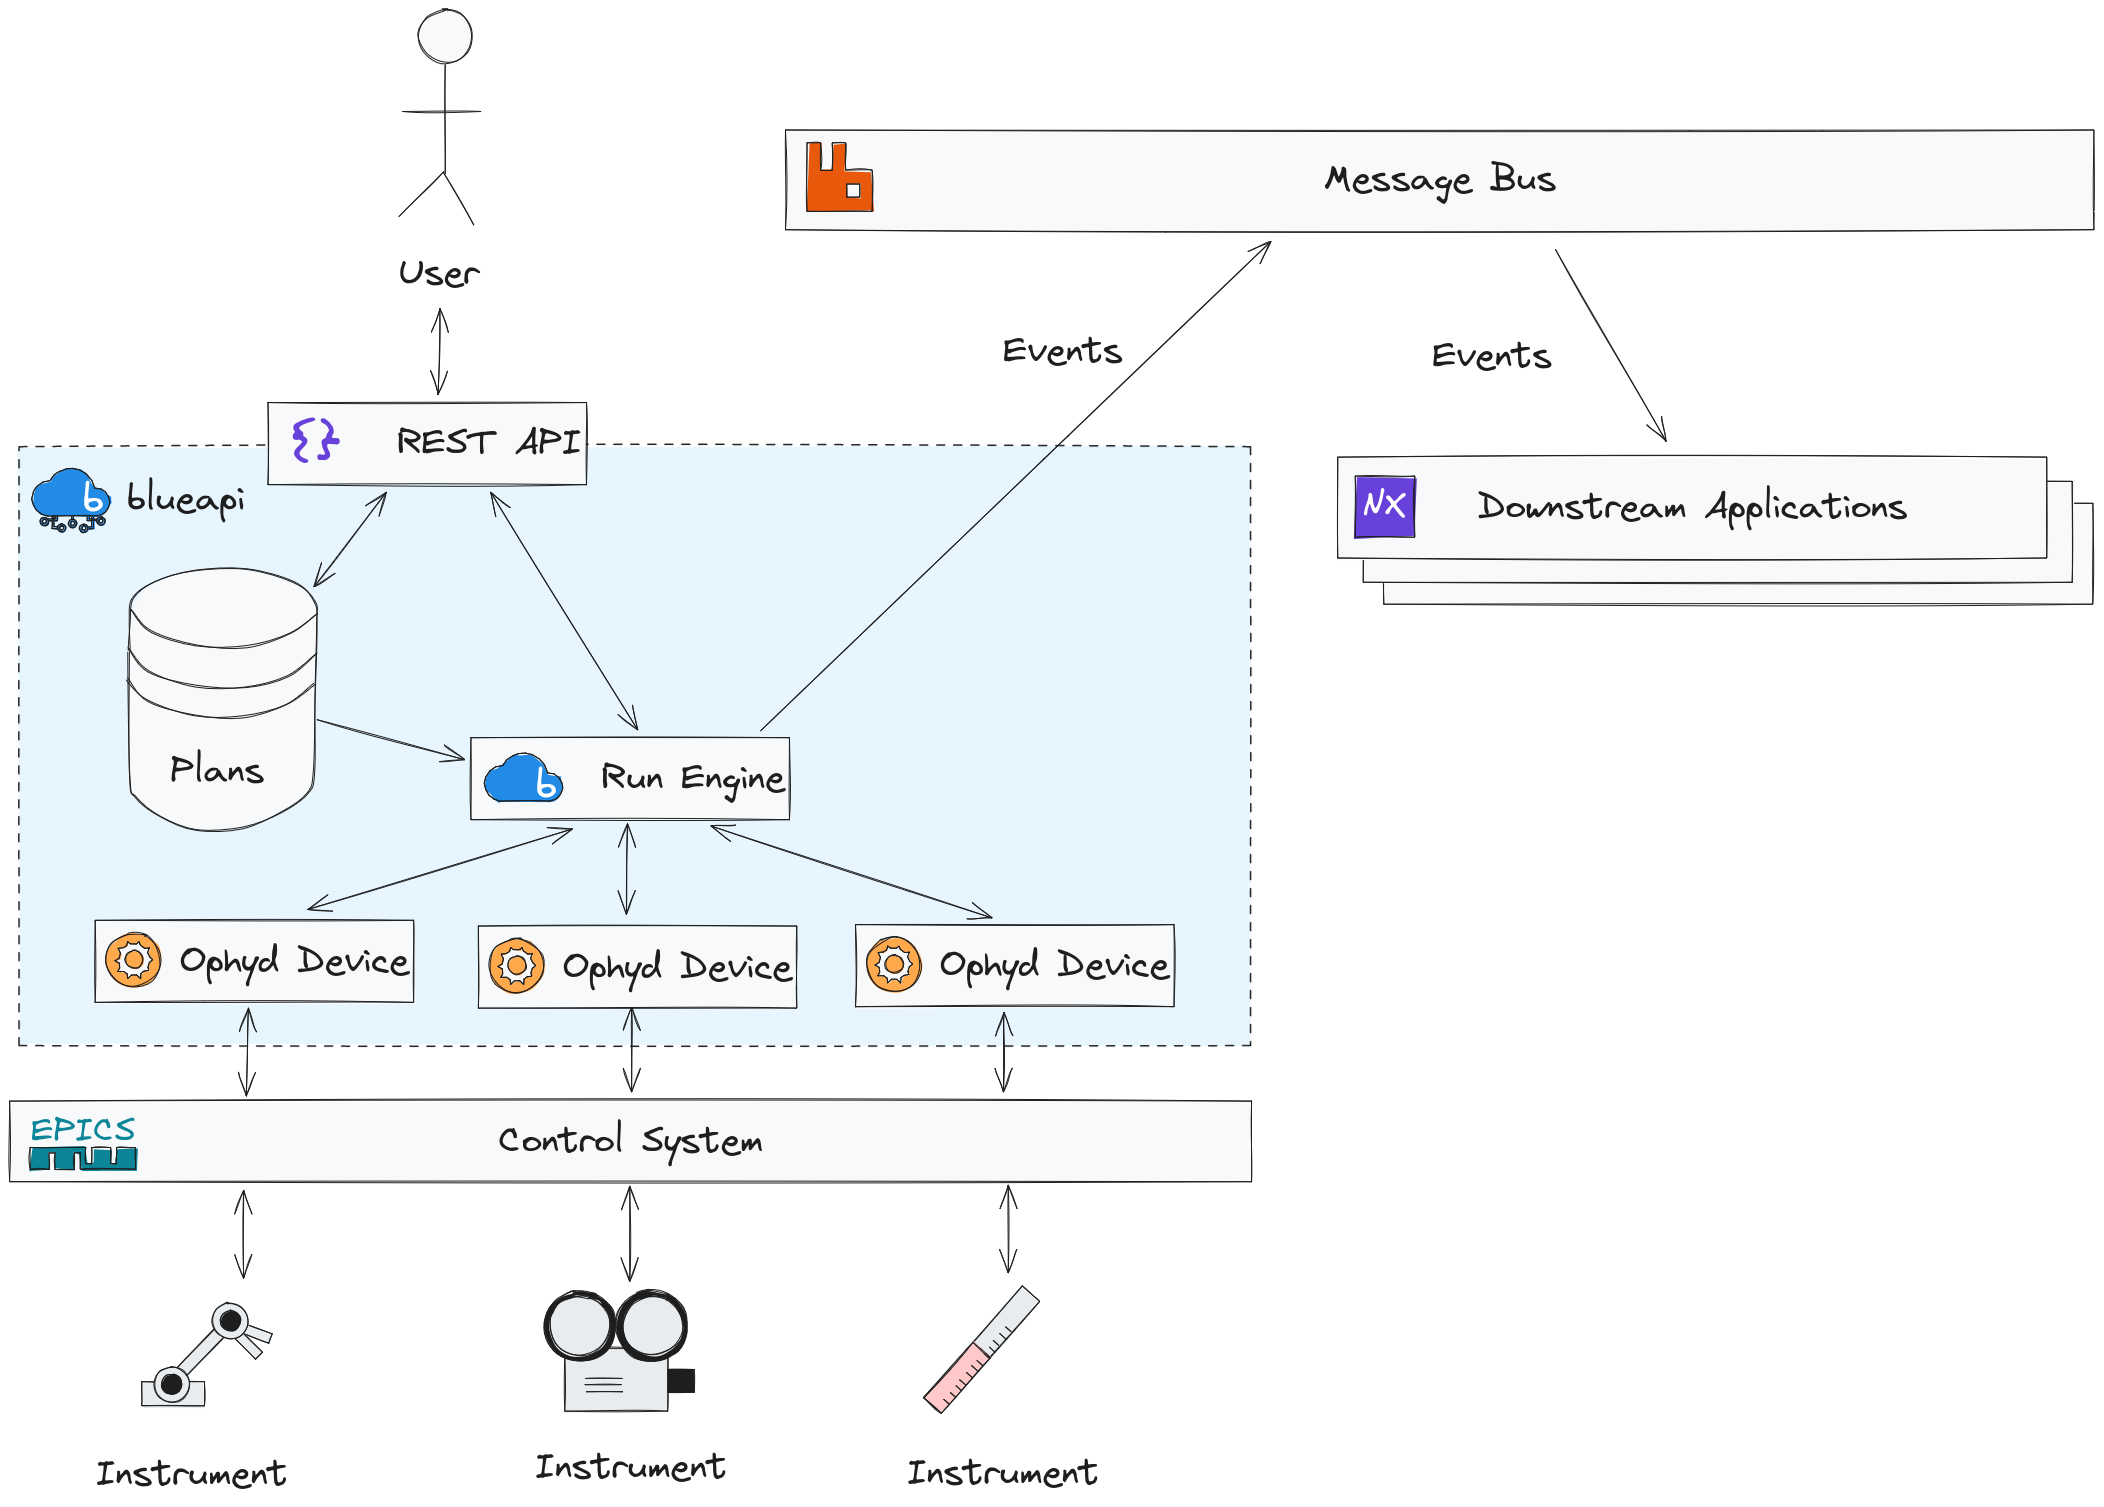 User
Message Bus
Events
Events
REST API
b
blueapi
NX
Downstream Applications
Plans
b
Run Engine
Ophyd Device
Ophyd Device
Ophyd Device
EPICS
Control System
Instrument
Instrument
Instrument